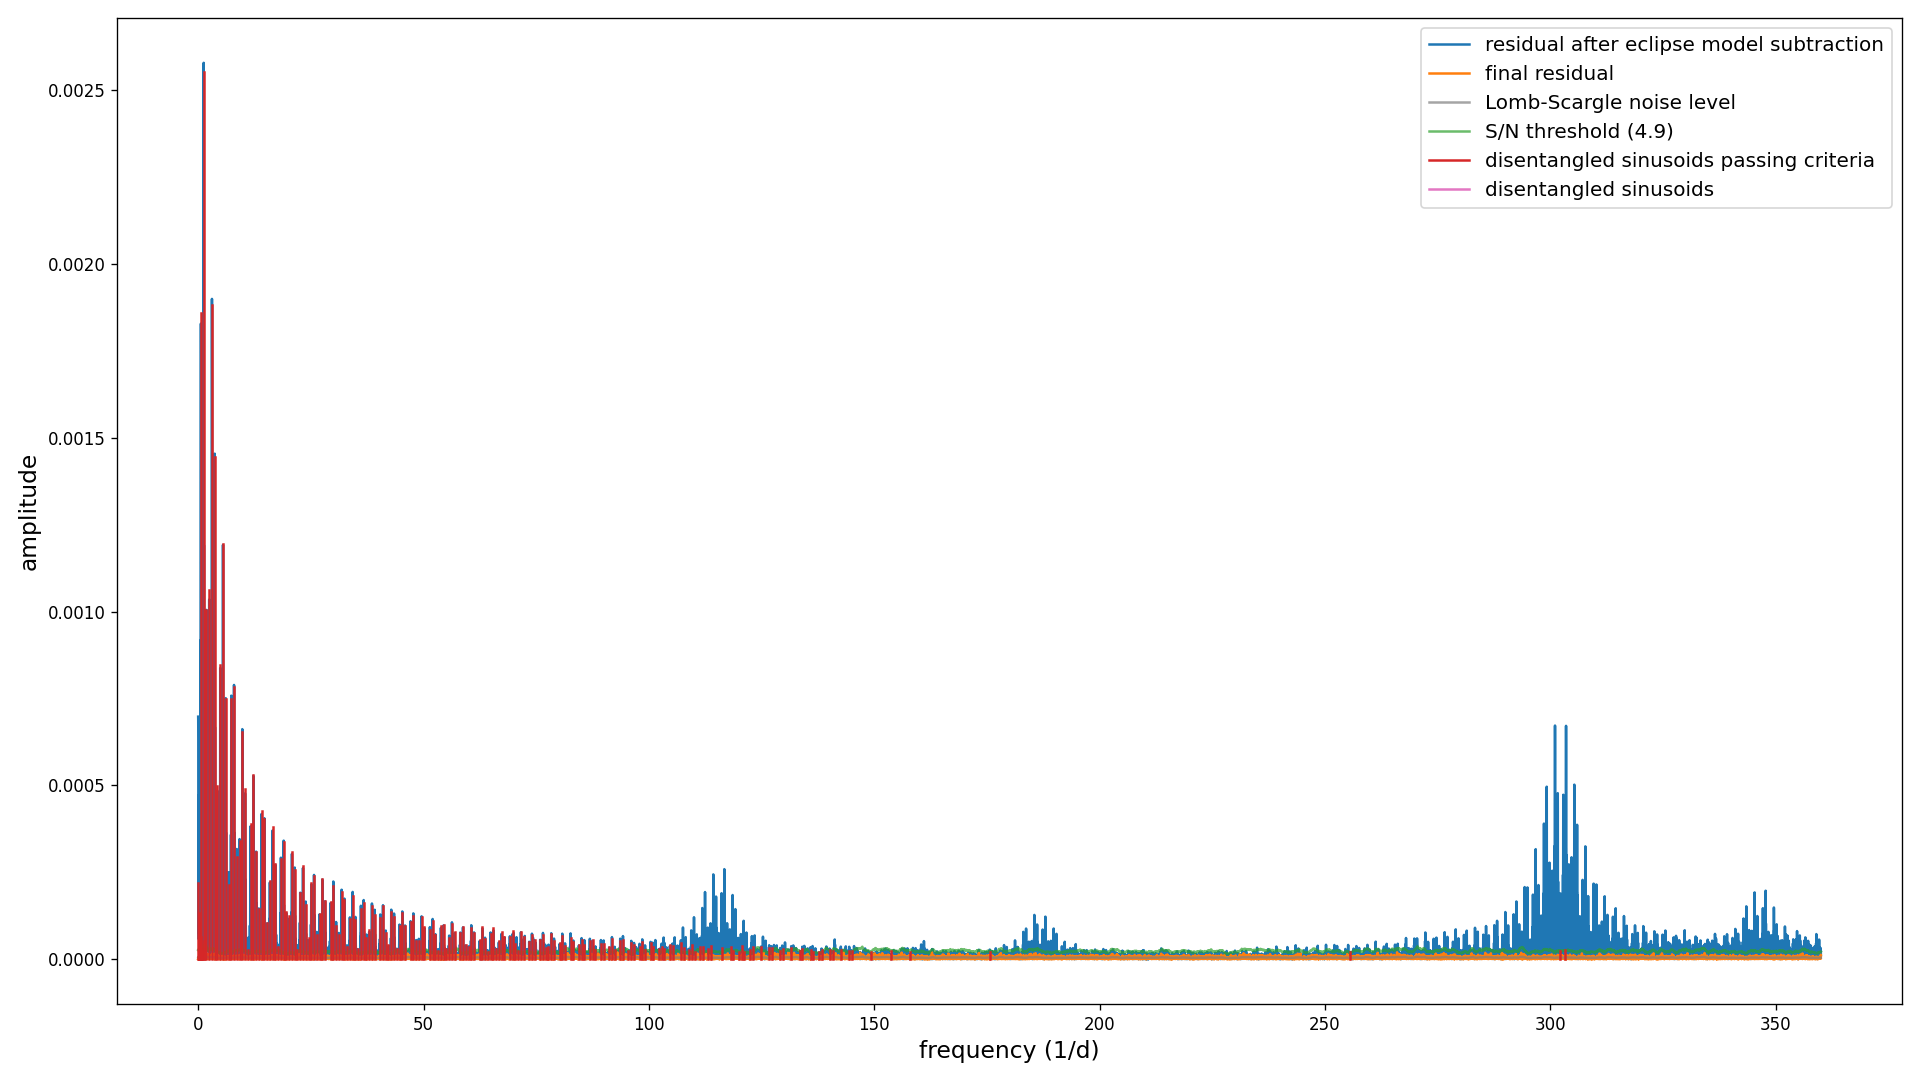 residual after eclipse model subtraction
final residual
Lomb-Scargle noise level
S/N threshold (4.9)
disentangled sinusoids passing criteria
disentangled sinusoids
0.0025
0.0020
0.0015
0.0010
0.0005
0.0000
amplitude
0 50 100 150 200 250 300 350
frequency (1/d)